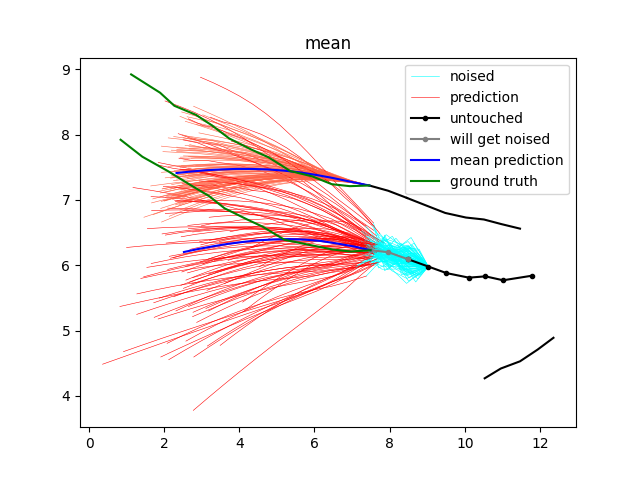 mean
noised
prediction
untouched
will get noised
mean prediction
ground truth
9
8
7
6
5
4
0
2
4
6
8
10
12